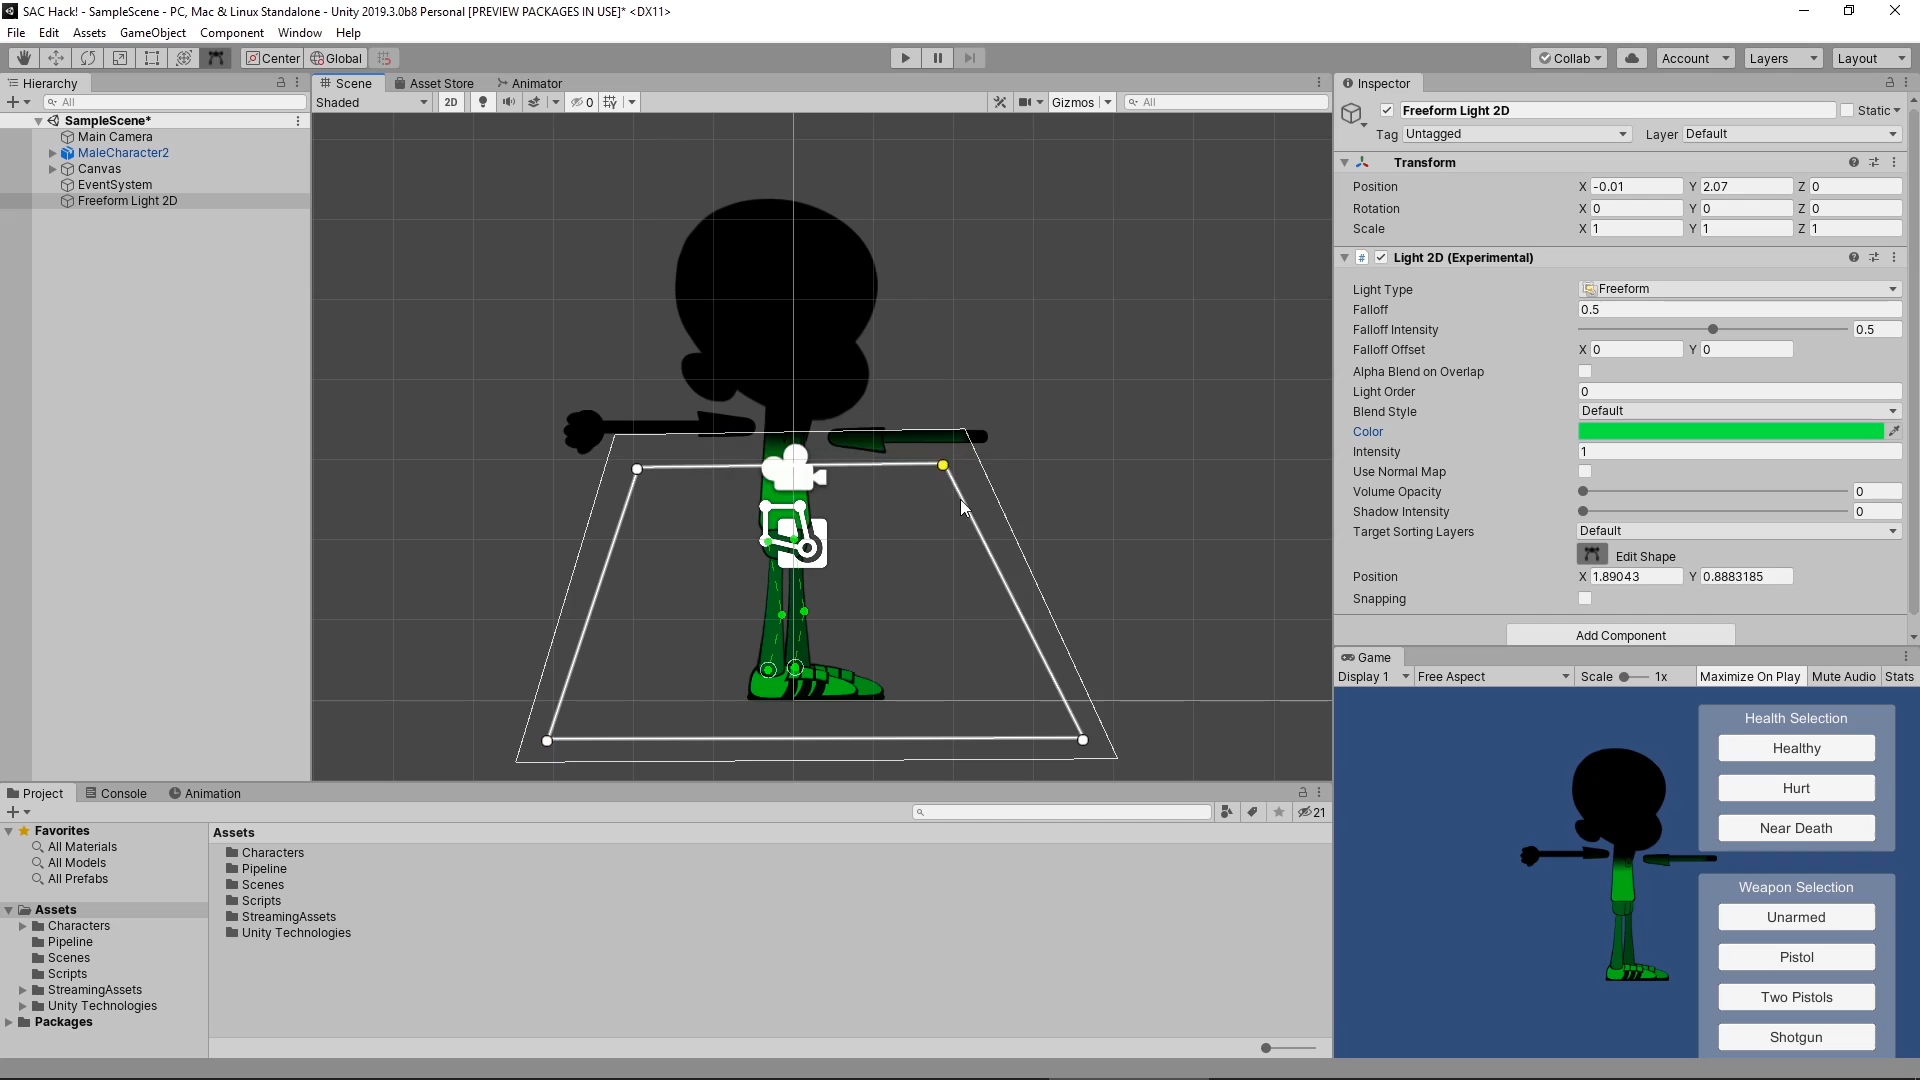 SAC Hack! - SampleScene - PC, Mac & Linux Standalone - Unity 2019.3.0b8 Personal [PREVIEW PACKAGES IN USE]* <DX11>
File Edit Assets GameObject Component Window Help
Center Global Collab Account Layers Layout
Hierarchy
All
SampleScene*
Main Camera
MaleCharacter2
Canvas
EventSystem
Freeform Light 2D
Scene Asset Store Animator
Shaded 2D 0 Gizmos All
Inspector
Freeform Light 2D Static
Tag Untagged Layer Default
Transform
Position X -0.01 Y 2.07 Z 0
Rotation X 0 Y 0 Z 0
Scale X 1 Y 1 Z 1
# Light 2D (Experimental)
Light Type Freeform
Falloff 0.5
Falloff Intensity 0.5
Falloff Offset X 0 Y 0
Alpha Blend on Overlap
Light Order 0
Blend Style Default
Color
Intensity 1
Use Normal Map
Volume Opacity 0
Shadow Intensity 0
Target Sorting Layers Default
Edit Shape
Position X 1.89043 Y 0.8883185
Snapping
Add Component
Game
Display 1 Free Aspect Scale 1x Maximize On Play Mute Audio Stats
Health Selection
Healthy
Hurt
Near Death
Weapon Selection
Unarmed
Pistol
Two Pistols
Shotgun
Project Console Animation
21
Favorites
All Materials
All Models
All Prefabs
Assets
Characters
Pipeline
Scenes
Scripts
StreamingAssets
Unity Technologies
Packages
Assets
Characters
Pipeline
Scenes
Scripts
StreamingAssets
Unity Technologies